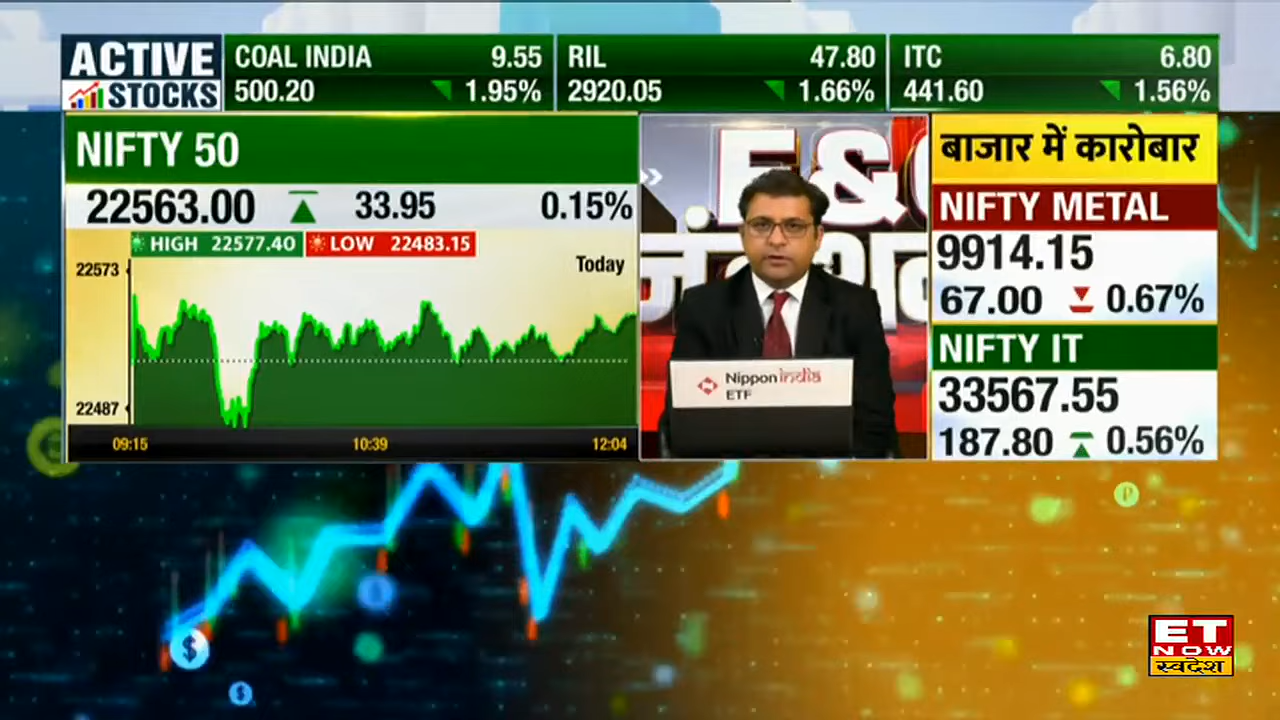 ACTIVE
STOCKS
COAL INDIA 9.55
500.20 1.95%
RIL 47.80
2920.05 1.66%
ITC 6.80
441.60 1.56%
NIFTY 50
22563.00 33.95 0.15%
HIGH 22577.40 LOW 22483.15
Today
22573
22487
09:15 10:39 12:04
E&
Nippon india
ETF
बाजार में कारोबार
NIFTY METAL
9914.15
67.00 0.67%
NIFTY IT
33567.55
187.80 0.56%
ET
NOW
स्वदेश